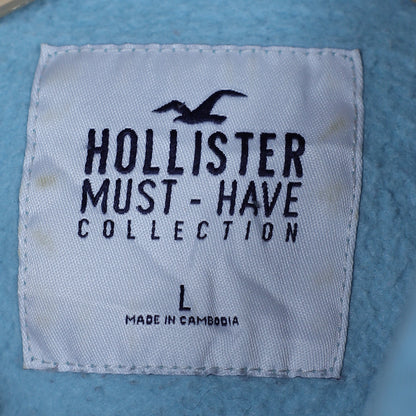 HOLLISTER
MUST - HAVE
COLLECTION
L
MADE IN CAMBODIA